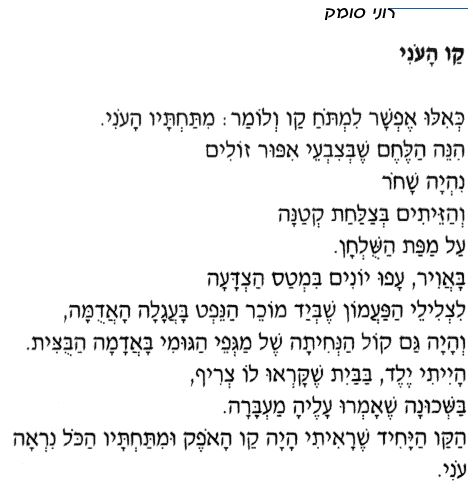 רוני סומק
קַו הָעֹנִי
כְּאִלּוּ אֶפְשָׁר לִמְתֹּחַ קַו וְלוֹמַר: מִתַּחְתָּיו הָעֹנִי.
הִנֵּה הַלֶּחֶם שֶׁבְּצִבְעֵי אִפּוּר זוֹלִים
נִהְיָה שָׁחֹר
וְהַזֵּיתִים בְּצַלַּחַת קְטַנָּה
עַל מַפַּת הַשֻּׁלְחָן.
בָּאֲוִיר, עָפוּ יוֹנִים בְּמַטַּס הַצְדָּעָה
לְצְלִילֵי הַפַּעֲמוֹן שֶׁבְּיַד מוֹכֵר הַנֵּפְט בָּעֲגָלָה הָאֲדֻמָּה,
וְהָיָה גַּם קוֹל הַנְּחִיתָה שֶׁל מַגְּפֵי הַגּוּמִי בָּאֲדָמָה הַבֻּצִּית.
הָיִיתִי יֶלֶד, בַּבַּיִת שֶׁקָּרְאוּ לוֹ צְרִיף,
בַּשְּׁכוּנָה שֶׁאָמְרוּ עָלֶיהָ מַעְבָּרָה.
הַקַּו הַיָּחִיד שֶׁרָאִיתִי הָיָה קַו הָאֹפֶק וּמִתַּחְתָּיו הַכֹּל נִרְאָה
עֹנִי.